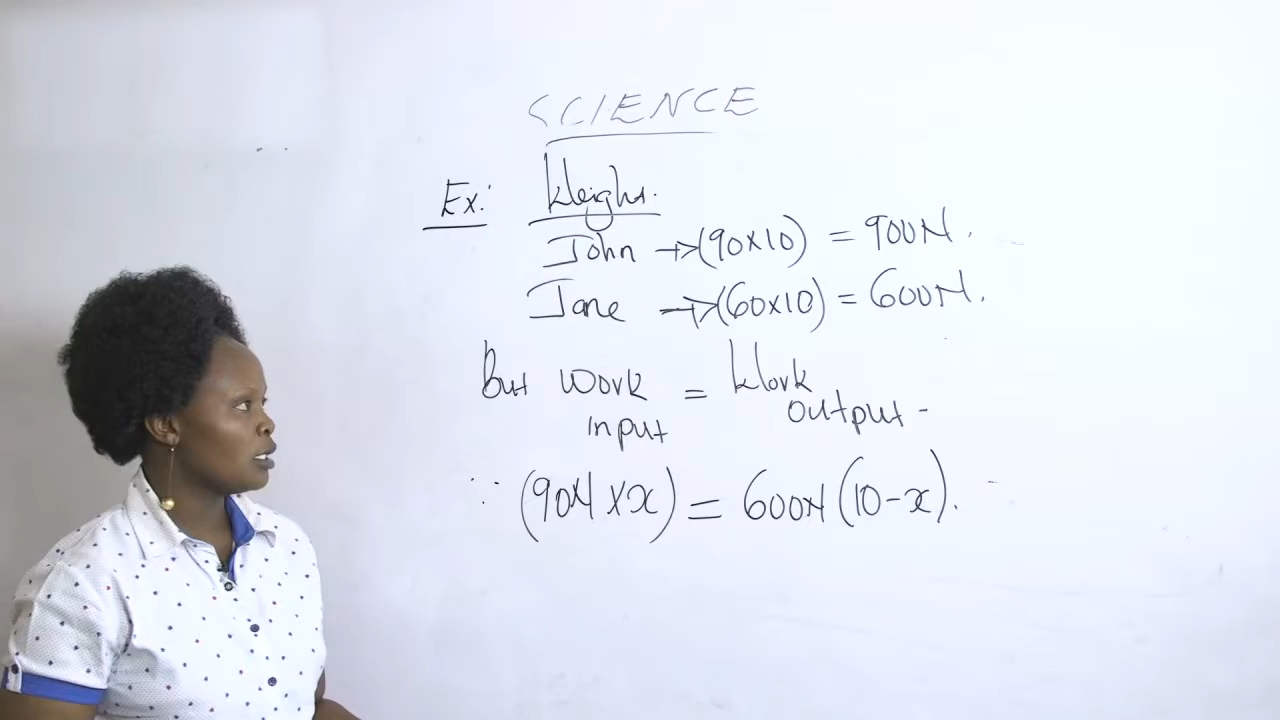 SCIENCE
Ex: Weight.
John → (90x10) = 900N.
Jane → (60x10) = 600N.
But work input = Work output -
∵ (90N x x) = 600N (10-x).